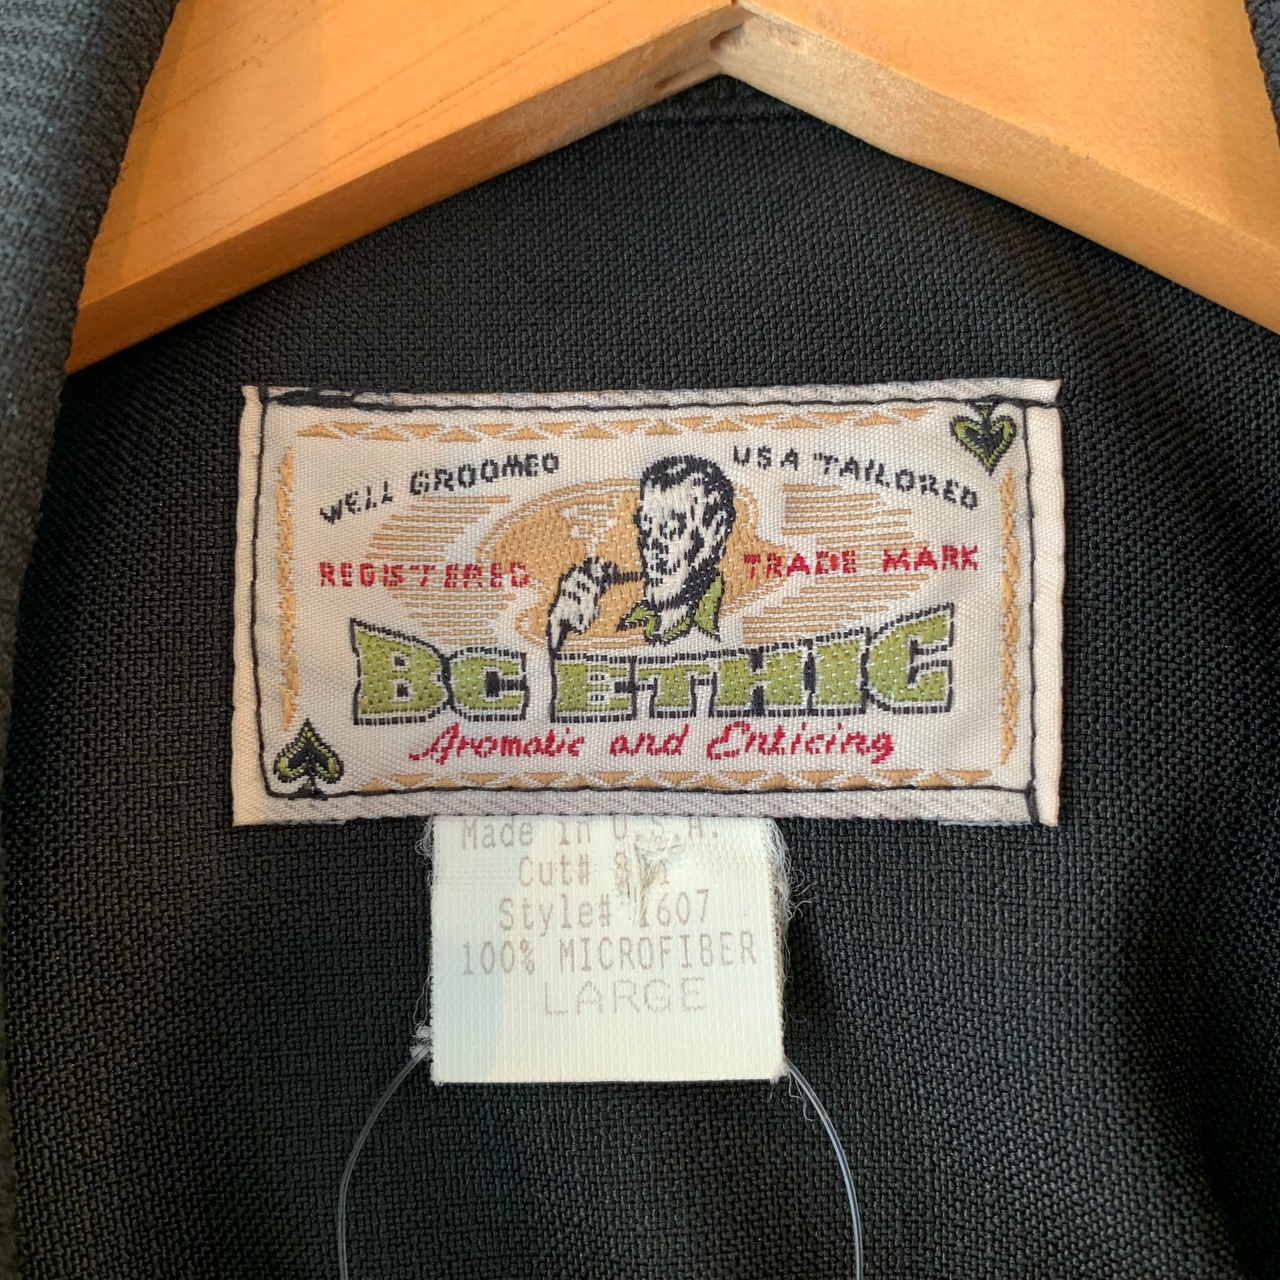 WELL GROOMED
USA TAILORED
REGISTERED
TRADE MARK
BC ETHIC
Aromatic and Enticing
Made in U.S.A.
Cut#
Style# 1607
100% MICROFIBER
LARGE